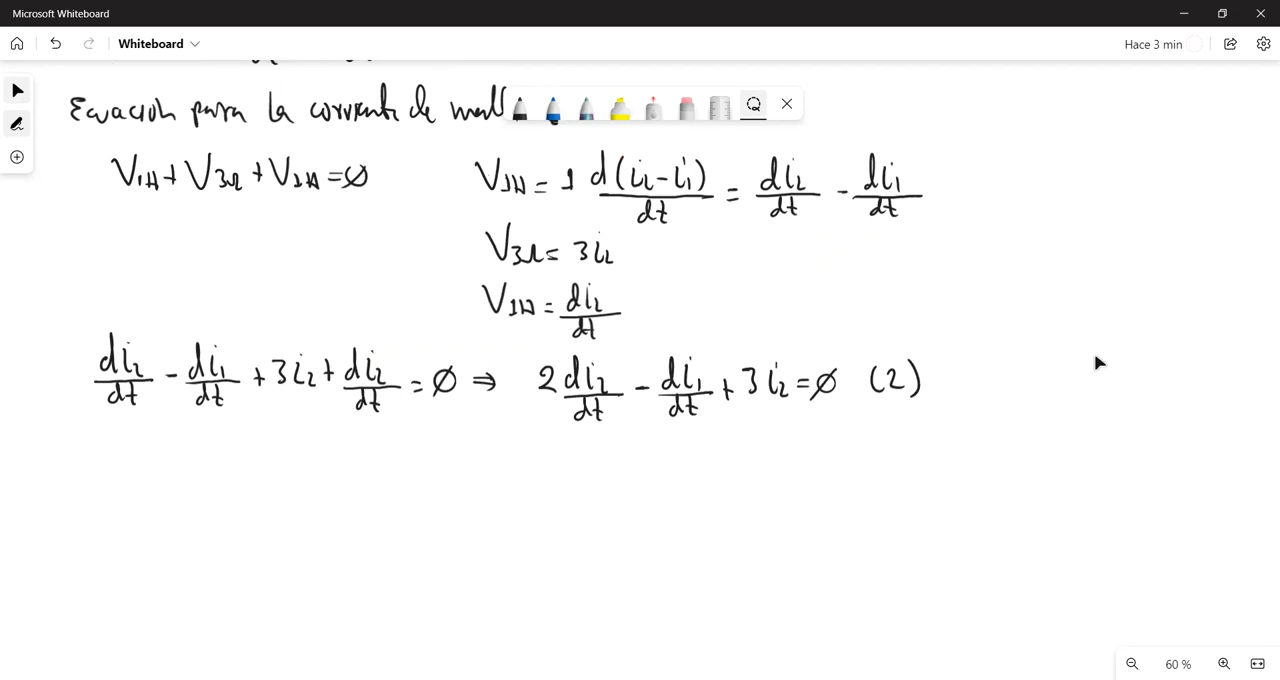 Microsoft Whiteboard
Whiteboard
Hace 3 min
Ecuación para la corriente de mall
V1H + V3Ω + V1H = ∅
V1H = 1 d(i2 - i1)/dt = di2/dt - di1/dt
V3Ω = 3i2
V1H = di2/dt
di2/dt - di1/dt + 3i2 + di2/dt = ∅ ⇒ 2 di2/dt - di1/dt + 3i2 = ∅ (2)
60 %